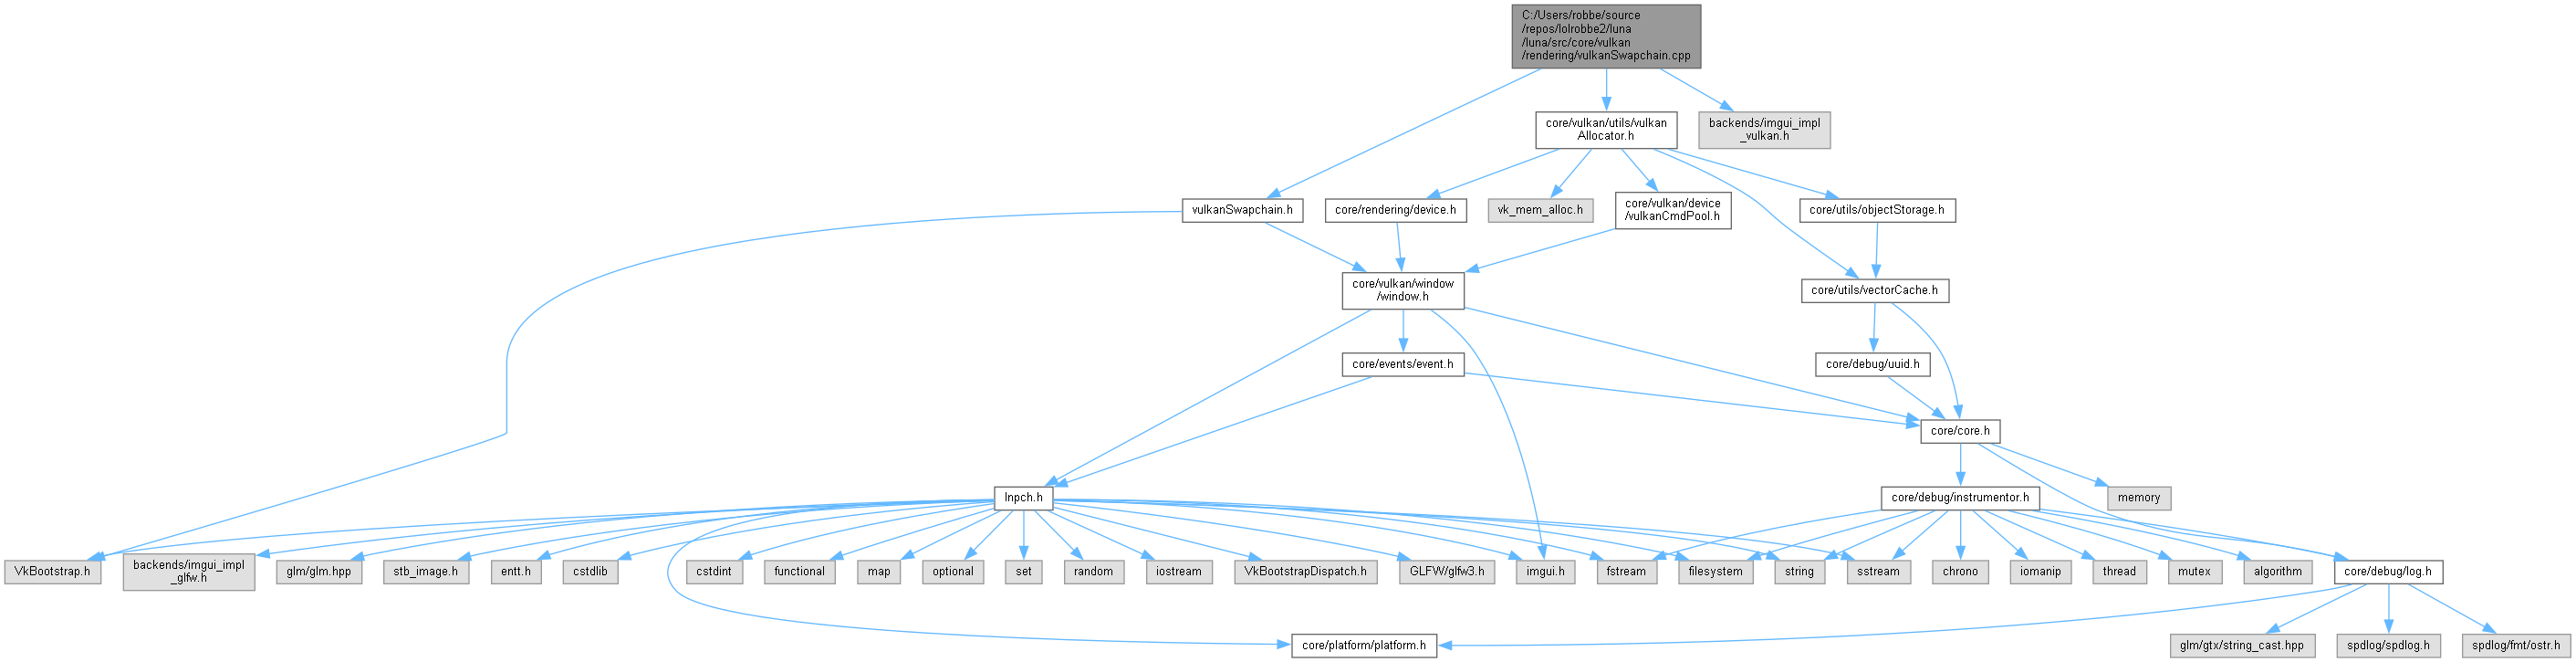 C:/Users/robbe/source
/repos/lolrobbe2/luna
/luna/src/core/vulkan
/rendering/vulkanSwapchain.cpp
core/vulkan/utils/vulkan
Allocator.h
backends/imgui_impl
_vulkan.h
vulkanSwapchain.h
core/rendering/device.h
vk_mem_alloc.h
core/vulkan/device
/vulkanCmdPool.h
core/utils/objectStorage.h
core/vulkan/window
/window.h
core/utils/vectorCache.h
core/events/event.h
core/debug/uuid.h
core/core.h
lnpch.h
core/debug/instrumentor.h
memory
VkBootstrap.h
backends/imgui_impl
_glfw.h
glm/glm.hpp
stb_image.h
entt.h
cstdlib
cstdint
functional
map
optional
set
random
iostream
VkBootstrapDispatch.h
GLFW/glfw3.h
imgui.h
fstream
filesystem
string
sstream
chrono
iomanip
thread
mutex
algorithm
core/debug/log.h
core/platform/platform.h
glm/gtx/string_cast.hpp
spdlog/spdlog.h
spdlog/fmt/ostr.h